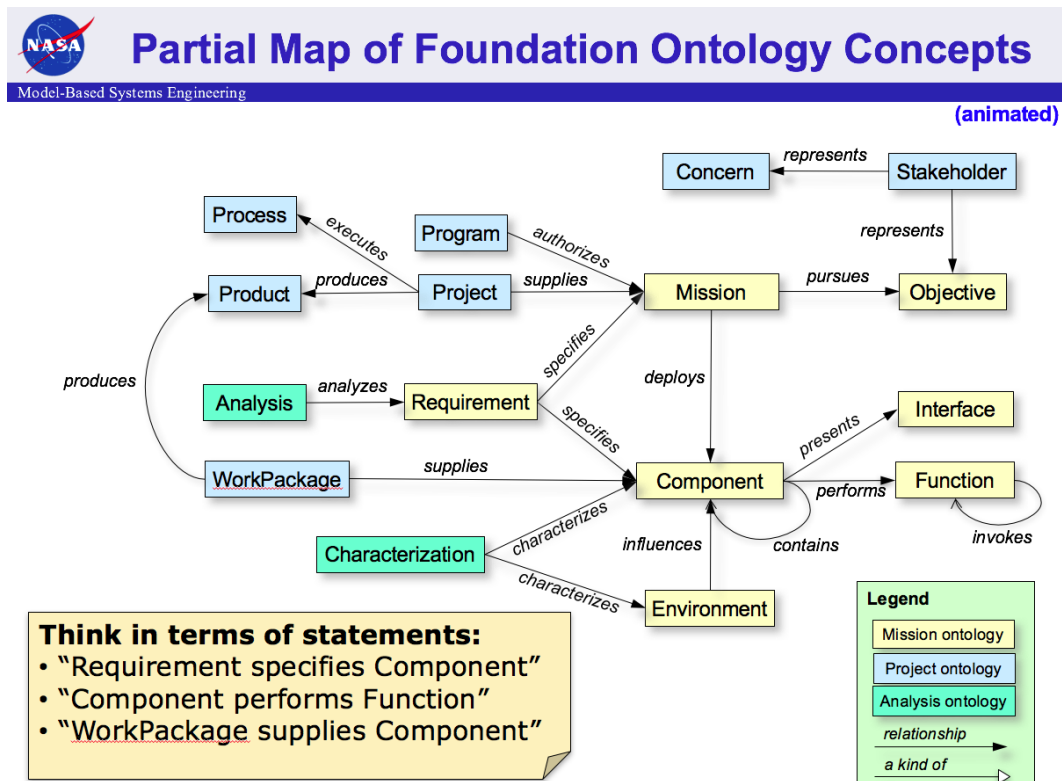 NASA
Partial Map of Foundation Ontology Concepts
Model-Based Systems Engineering
(animated)
represents
Concern
Stakeholder
Process
executes
Program
authorizes
represents
Product
produces
Project
supplies
Mission
pursues
Objective
specifies
produces
deploys
Analysis
analyzes
Requirement
Interface
specifies
presents
WorkPackage
supplies
Component
performs
Function
characterizes
influences
contains
invokes
Characterization
characterizes
Environment
Think in terms of statements:
• “Requirement specifies Component”
• “Component performs Function”
• “WorkPackage supplies Component”
Legend
Mission ontology
Project ontology
Analysis ontology
relationship
a kind of